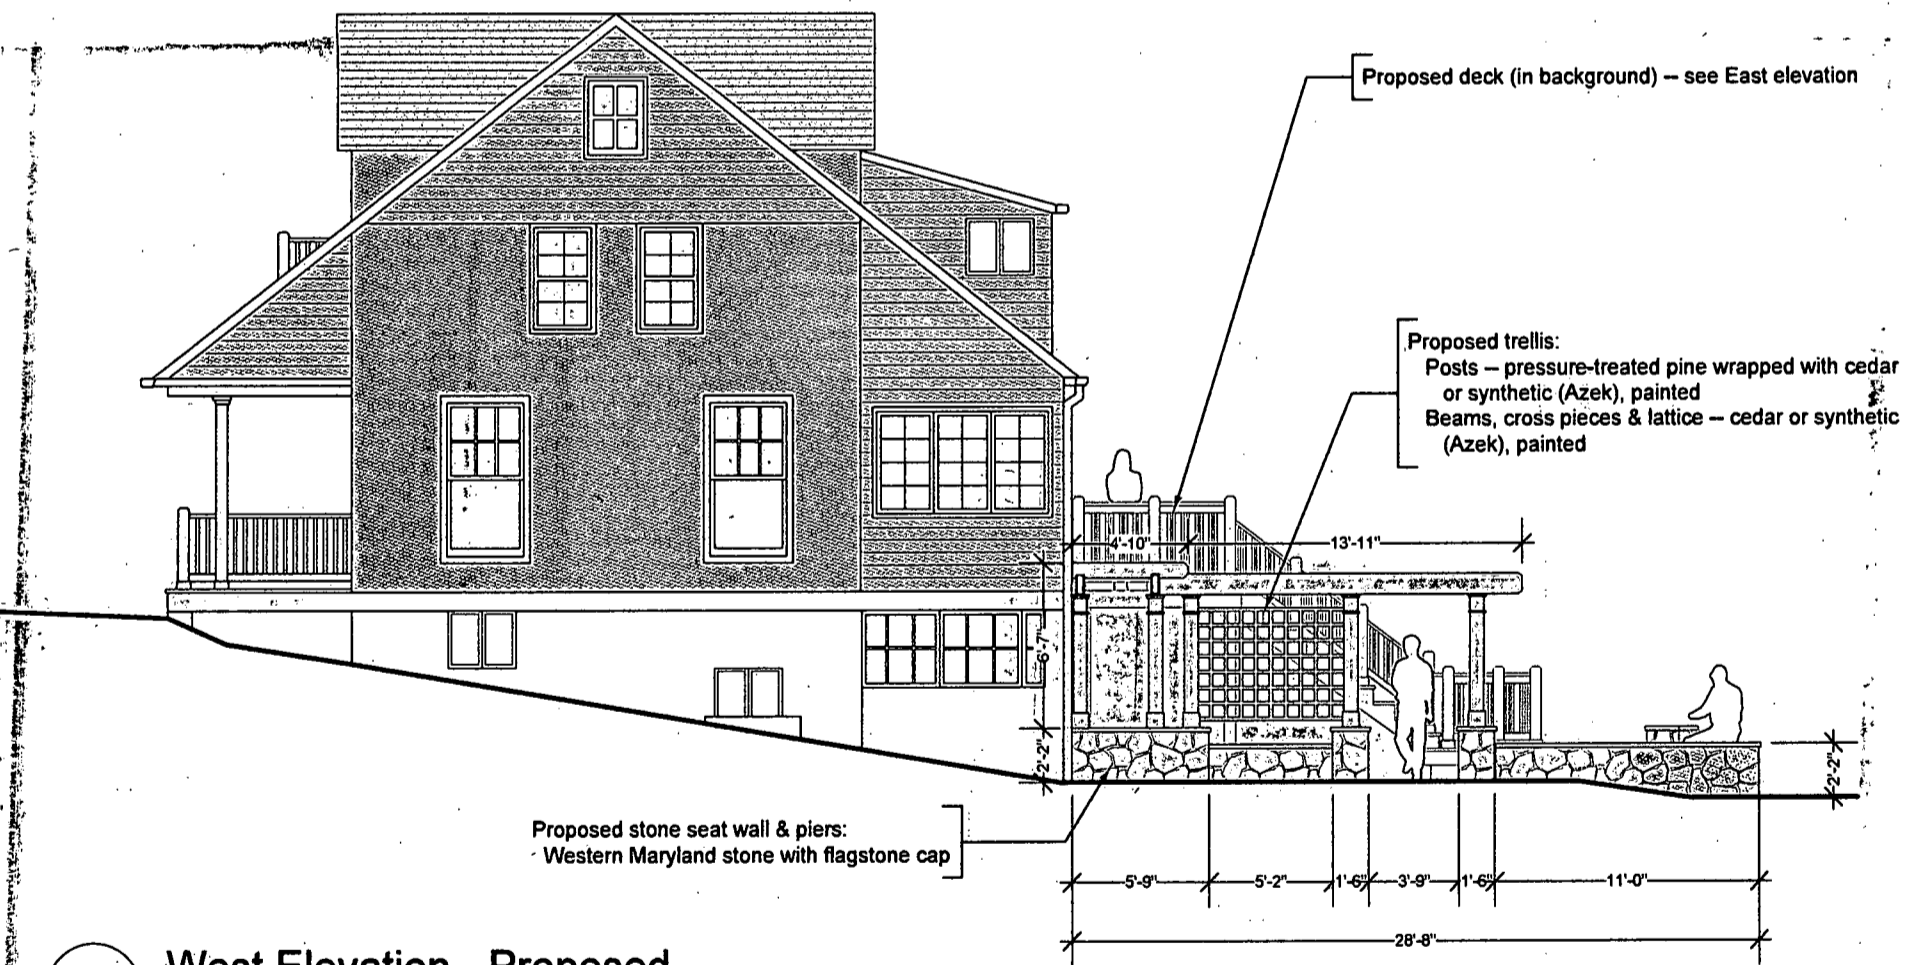 Proposed deck (in background) – see East elevation
Proposed trellis:
Posts – pressure-treated pine wrapped with cedar
or synthetic (Azek), painted
Beams, cross pieces & lattice – cedar or synthetic
(Azek), painted
4'-10"
13'-11"
6'-7"
2'-2"
2'-2"
Proposed stone seat wall & piers:
- Western Maryland stone with flagstone cap
5'-9"
5'-2"
1'-6"
3'-9"
1'-6"
11'-0"
28'-8"
West Elevation - Proposed